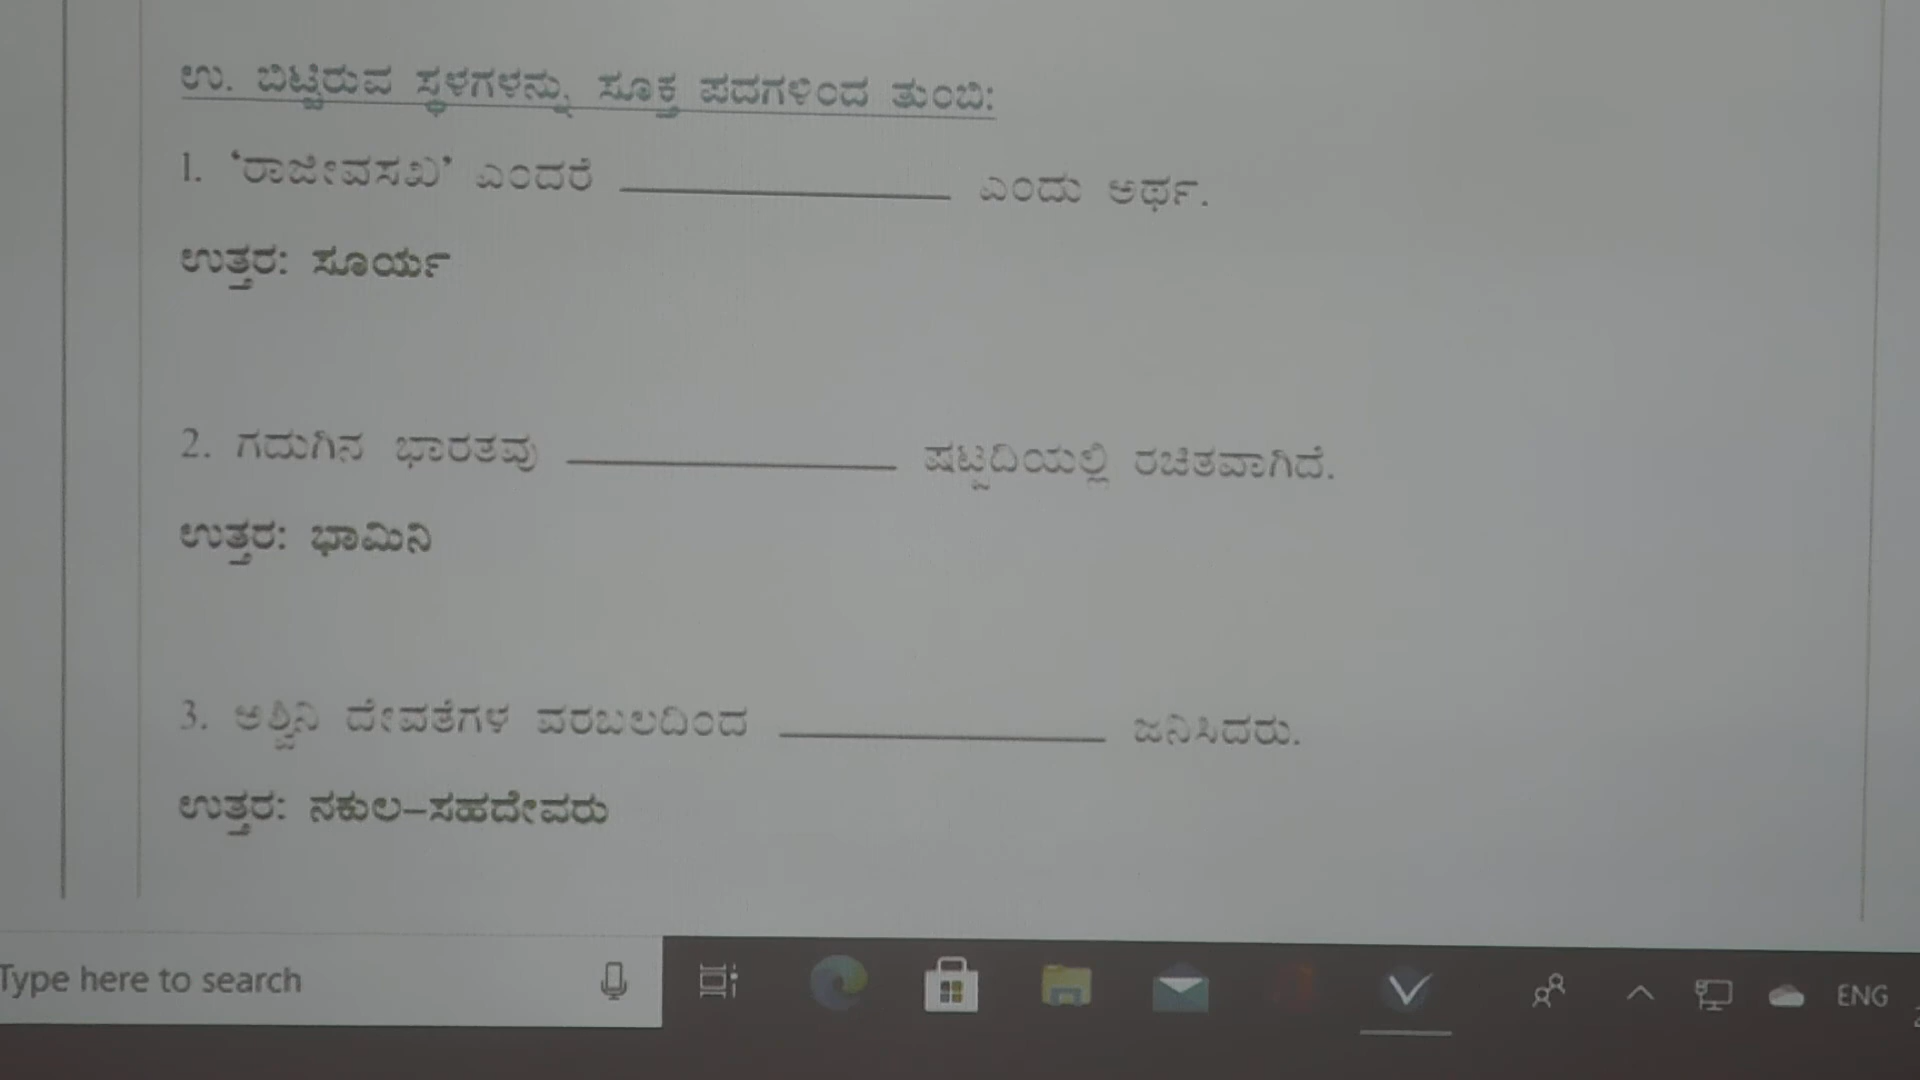 ಉ. ಬಿಟ್ಟಿರುವ ಸ್ಥಳಗಳನ್ನು ಸೂಕ್ತ ಪದಗಳಿಂದ ತುಂಬಿ:
1. ‘ರಾಜೀವಸಖ’ ಎಂದರೆ ______________ ಎಂದು ಅರ್ಥ.
ಉತ್ತರ: ಸೂರ್ಯ
2. ಗದುಗಿನ ಭಾರತವು ______________ ಷಟ್ಪದಿಯಲ್ಲಿ ರಚಿತವಾಗಿದೆ.
ಉತ್ತರ: ಭಾಮಿನಿ
3. ಅಶ್ವಿನಿ ದೇವತೆಗಳ ವರಬಲದಿಂದ ______________ ಜನಿಸಿದರು.
ಉತ್ತರ: ನಕುಲ–ಸಹದೇವರು
Type here to search
ENG